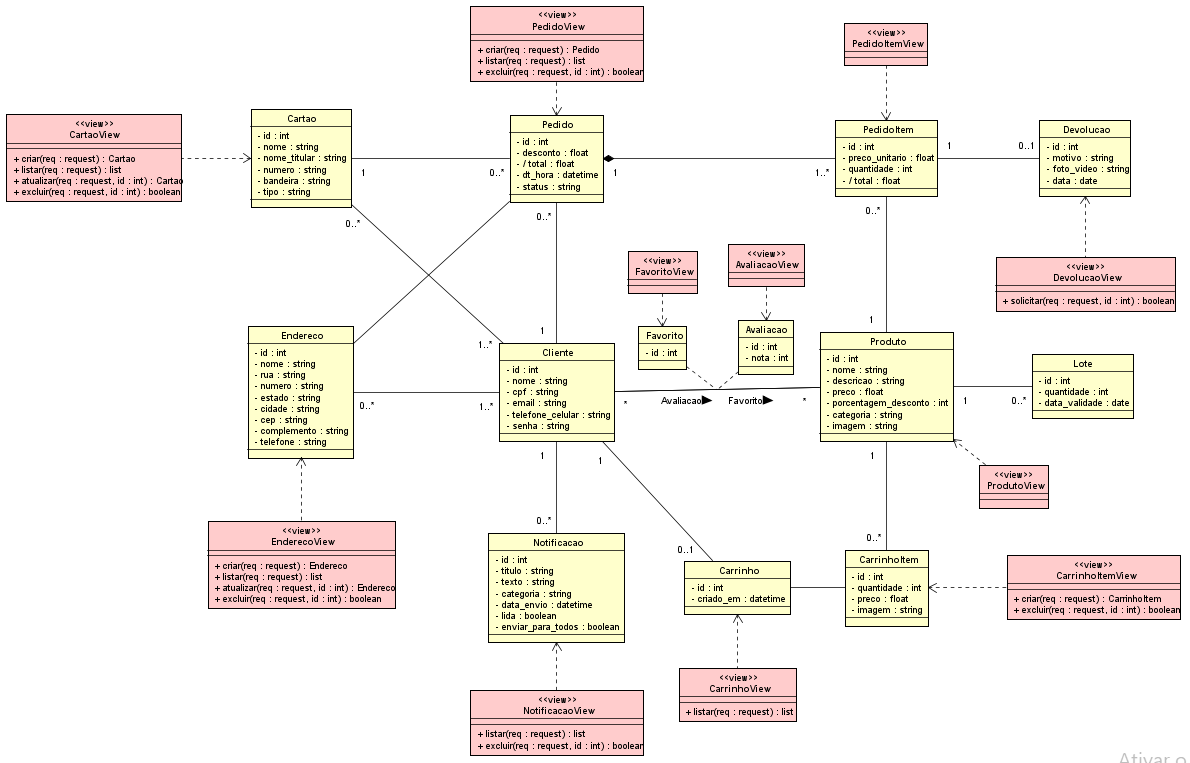 <<view>>
PedidoView
+ criar(req : request) : Pedido
+ listar(req : request) : list
+ excluir(req : request, id : int) : boolean
<<view>>
PedidoItemView
<<view>>
CartaoView
+ criar(req : request) : Cartao
+ listar(req : request) : list
+ atualizar(req : request, id : int) : Cartao
+ excluir(req : request, id : int) : boolean
Cartao
- id : int
- nome : string
- nome_titular : string
- numero : string
- bandeira : string
- tipo : string
Pedido
- id : int
- desconto : float
- / total : float
- dt_hora : datetime
- status : string
PedidoItem
- id : int
- preco_unitario : float
- quantidade : int
- / total : float
Devolucao
- id : int
- motivo : string
- foto_video : string
- data : date
1
0..*
1
1..*
1
0..1
0..*
0..*
0..*
<<view>>
FavoritoView
<<view>>
AvaliacaoView
<<view>>
DevolucaoView
+ solicitar(req : request, id : int) : boolean
Endereco
- id : int
- nome : string
- rua : string
- numero : string
- estado : string
- cidade : string
- cep : string
- complemento : string
- telefone : string
1..*
1
Cliente
- id : int
- nome : string
- cpf : string
- email : string
- telefone_celular : string
- senha : string
Favorito
- id : int
Avaliacao
- id : int
- nota : int
1
Produto
- id : int
- nome : string
- descricao : string
- preco : float
- porcentagem_desconto : int
- categoria : string
- imagem : string
Lote
- id : int
- quantidade : int
- data_validade : date
0..*
1..*
*
Avaliacao
Favorito
*
1
0..*
1
1
1
<<view>>
ProdutoView
<<view>>
EnderecoView
+ criar(req : request) : Endereco
+ listar(req : request) : list
+ atualizar(req : request, id : int) : Endereco
+ excluir(req : request, id : int) : boolean
0..*
0..1
0..*
Notificacao
- id : int
- titulo : string
- texto : string
- categoria : string
- data_envio : datetime
- lida : boolean
- enviar_para_todos : boolean
Carrinho
- id : int
- criado_em : datetime
CarrinhoItem
- id : int
- quantidade : int
- preco : float
- imagem : string
<<view>>
CarrinhoItemView
+ criar(req : request) : CarrinhoItem
+ excluir(req : request, id : int) : boolean
<<view>>
NotificacaoView
+ listar(req : request) : list
+ excluir(req : request, id : int) : boolean
<<view>>
CarrinhoView
+ listar(req : request) : list
Ativar o